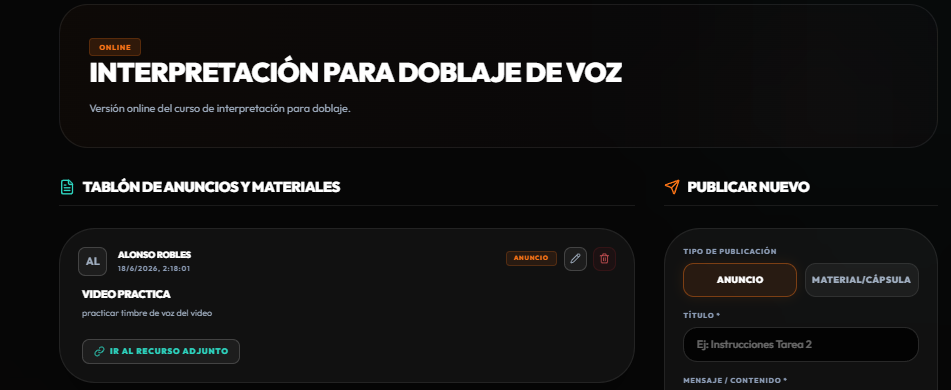 ONLINE
INTERPRETACIÓN PARA DOBLAJE DE VOZ
Versión online del curso de interpretación para doblaje.
TABLÓN DE ANUNCIOS Y MATERIALES
AL
ALONSO ROBLES
18/6/2026, 2:18:01
ANUNCIO
VIDEO PRACTICA
practicar timbre de voz del video
IR AL RECURSO ADJUNTO
PUBLICAR NUEVO
TIPO DE PUBLICACIÓN
ANUNCIO
MATERIAL/CÁPSULA
TÍTULO *
Ej: Instrucciones Tarea 2
MENSAJE / CONTENIDO *